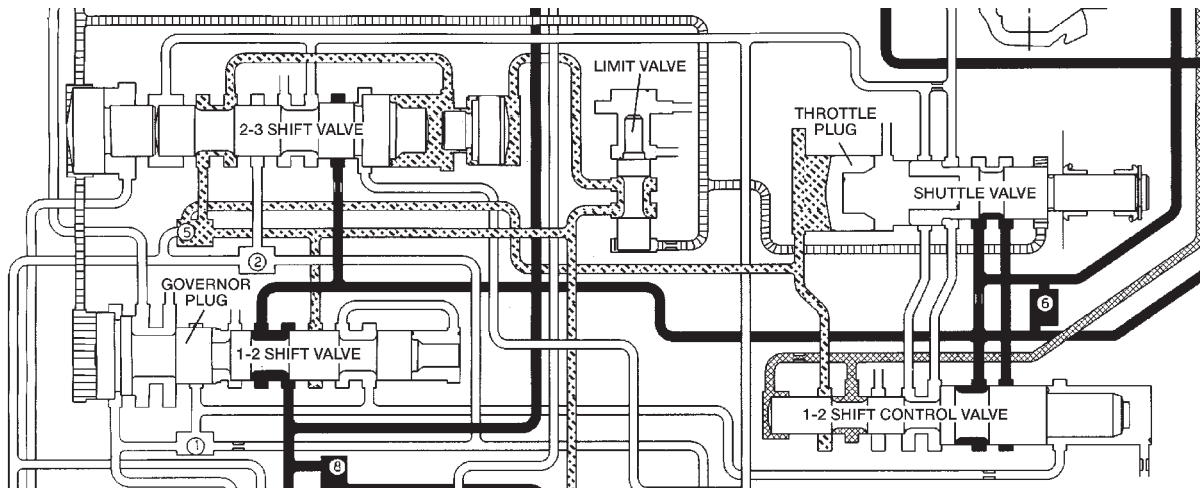 LIMIT VALVE
THROTTLE
PLUG
2-3 SHIFT VALVE
SHUTTLE VALVE
5
2
GOVERNOR
PLUG
6
1-2 SHIFT VALVE
1-2 SHIFT CONTROL VALVE
1
8